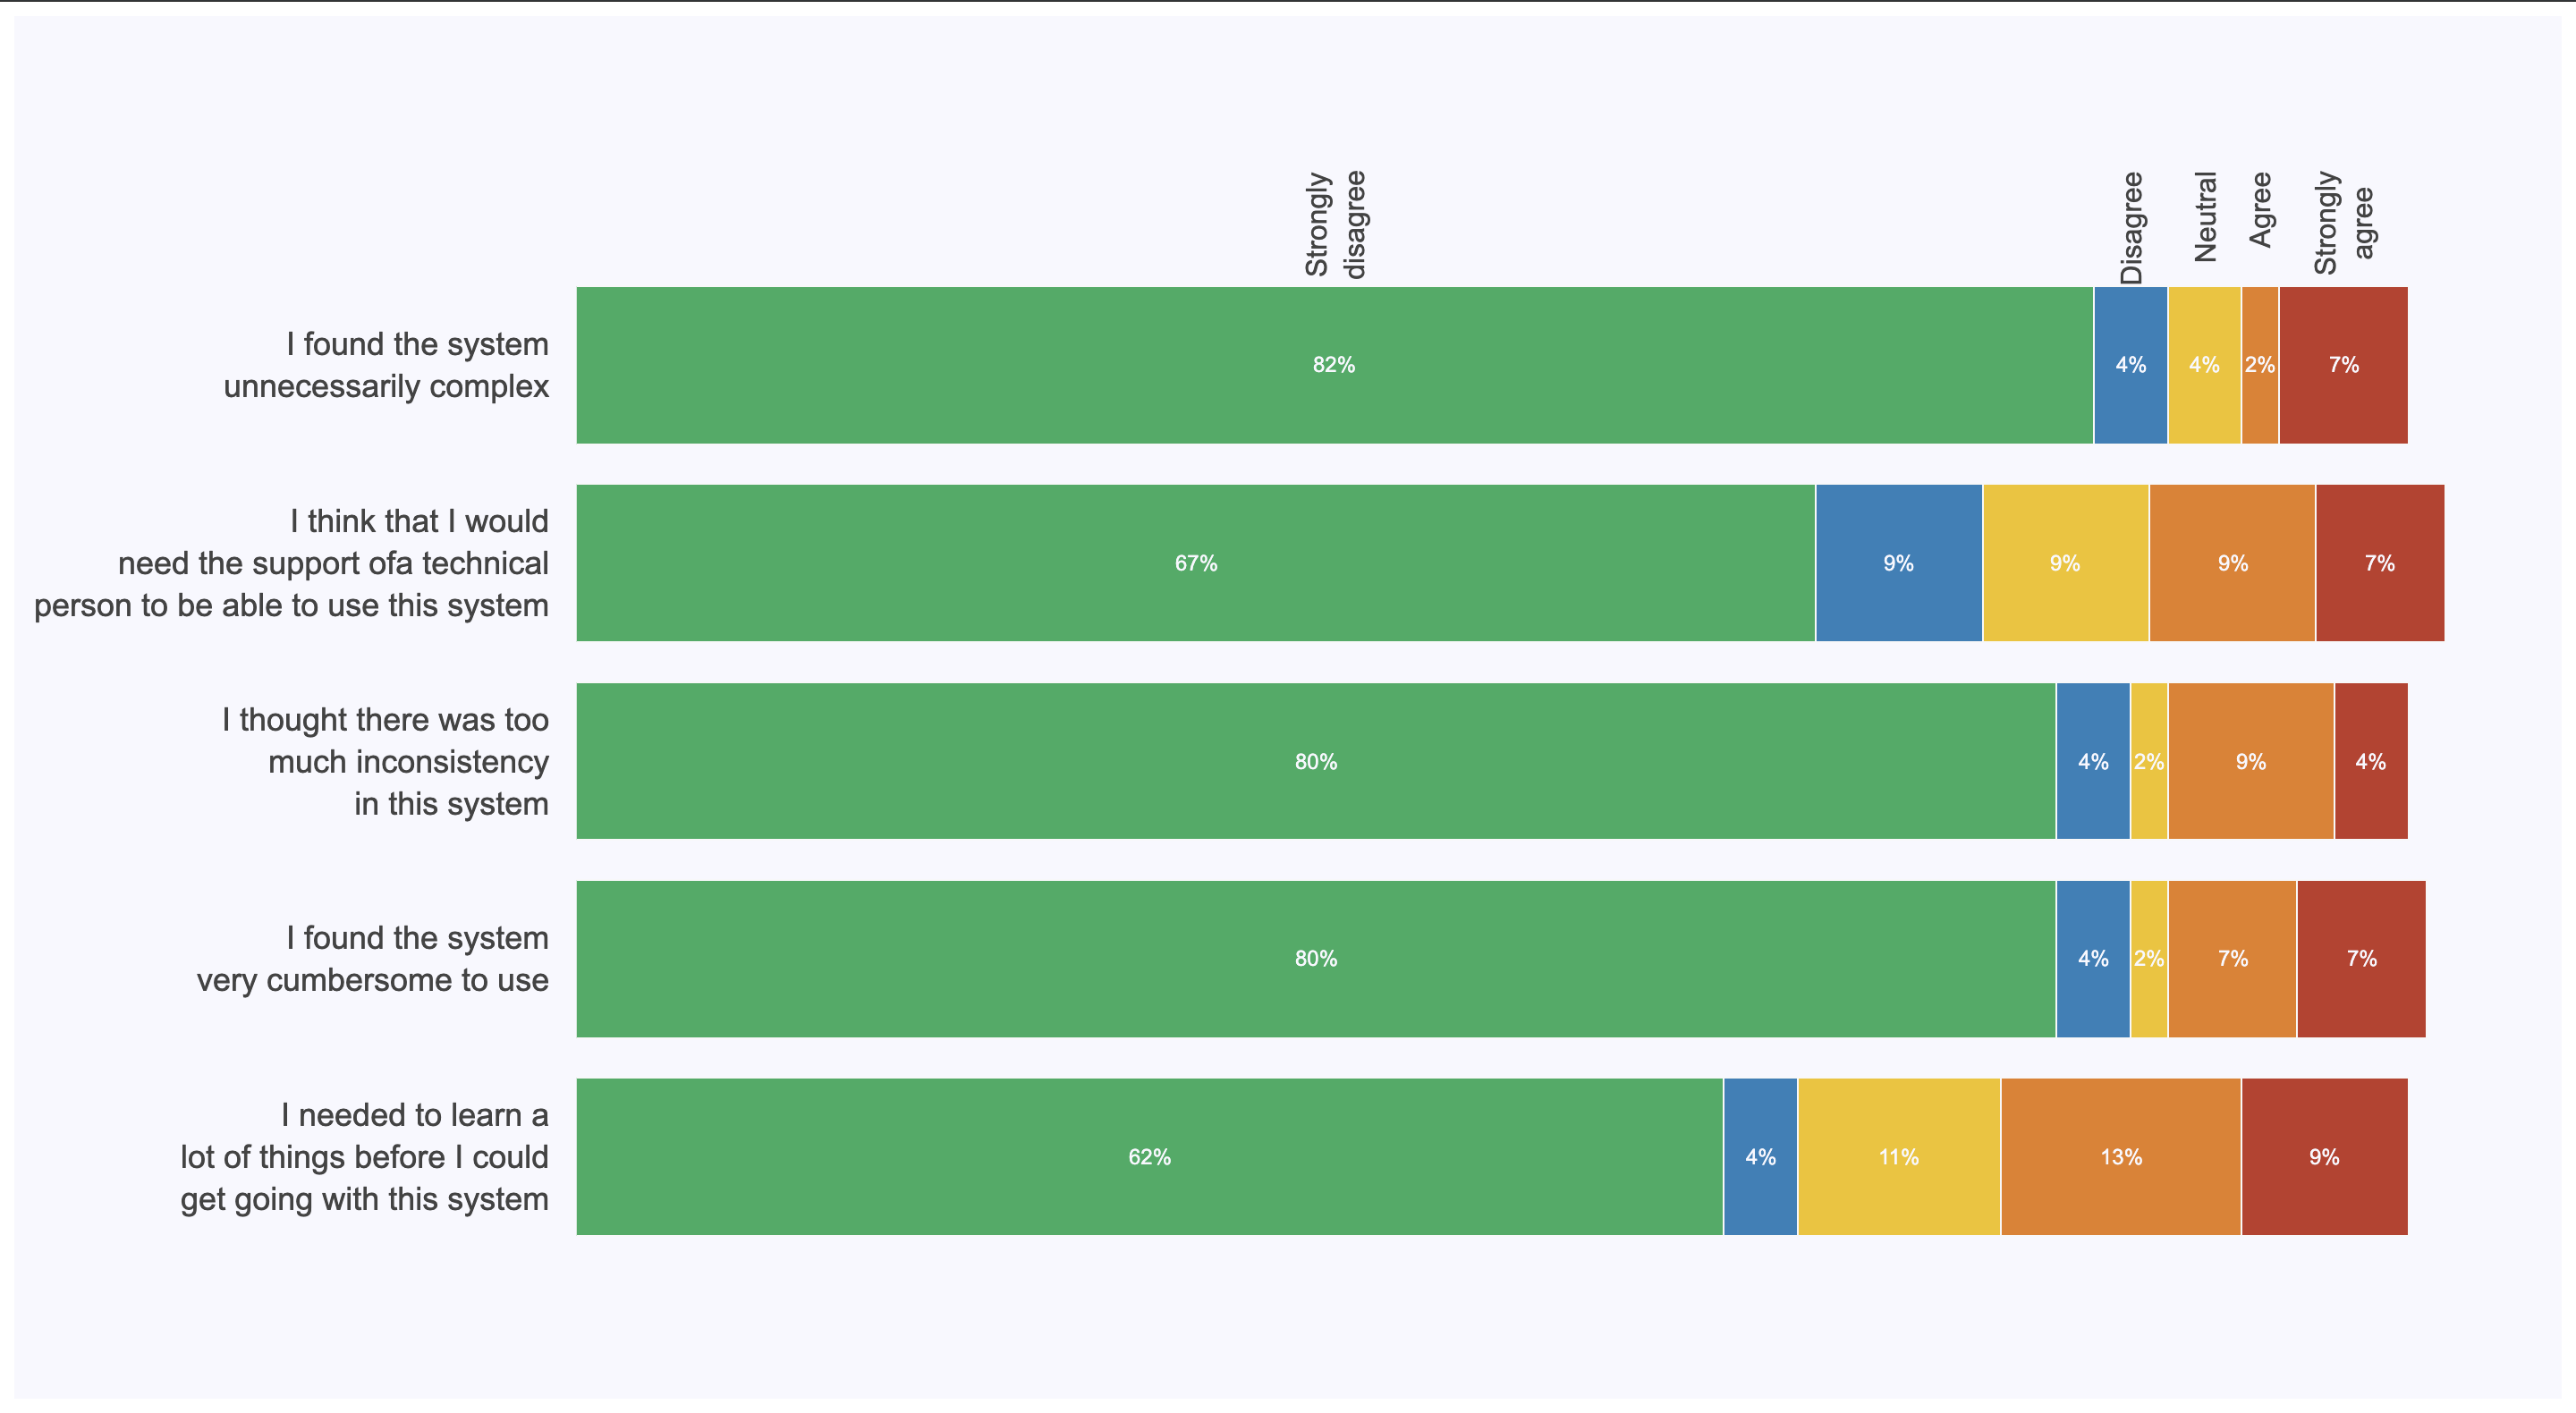 Strongly
disagree
Disagree
Neutral
Agree
Strongly
agree
I found the system
unnecessarily complex
82%
4%
4%
2%
7%
I think that I would
need the support ofa technical
person to be able to use this system
67%
9%
9%
9%
7%
I thought there was too
much inconsistency
in this system
80%
4%
2%
9%
4%
I found the system
very cumbersome to use
80%
4%
2%
7%
7%
I needed to learn a
lot of things before I could
get going with this system
62%
4%
11%
13%
9%